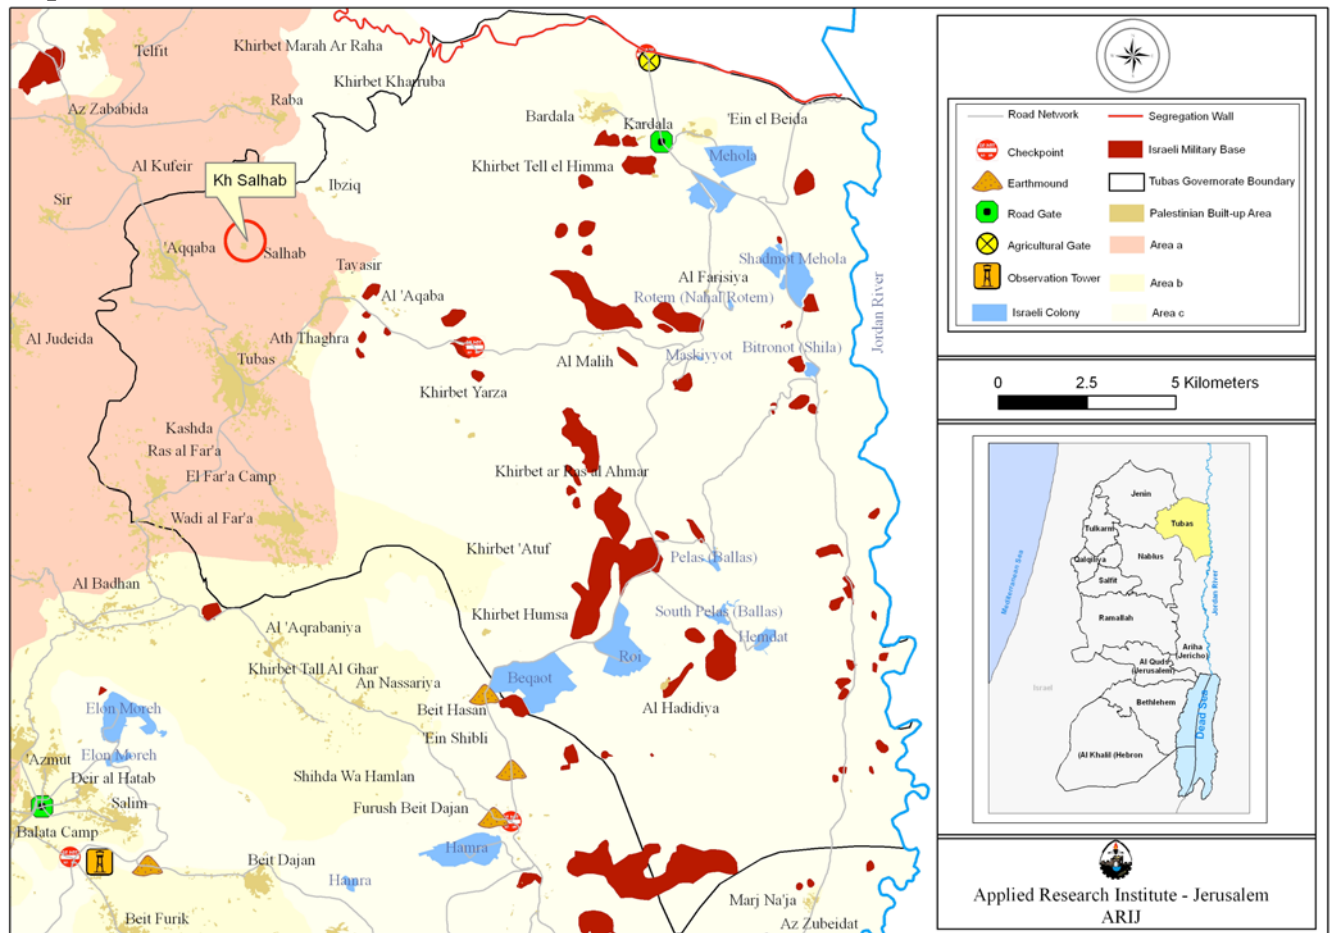 Telfit
Khirbet Marah Ar Raha
Khirbet Kharruba
Az Zababida
Raba
Bardala
Kardala
'Ein el Beida
Al Kufeir
Khirbet Tell el Himma
Mehola
Kh Salhab
Ibziq
Sir
'Aqqaba
Salhab
Tayasir
Shadmot Mehola
Al Farisiya
Al 'Aqaba
Rotem (Nahal Rotem)
Jordan River
Al Judeida
Ath Thaghra
Tubas
Al Malih
Maskiyyot
Bitronot (Shila)
Khirbet Yarza
Kashda
Ras al Far'a
El Far'a Camp
Khirbet ar Ras al Ahmar
Wadi al Far'a
Khirbet 'Atuf
Pelas (Ballas)
Al Badhan
Khirbet Humsa
South Pelas (Ballas)
Al 'Aqrabaniya
Hemdat
Roi
Khirbet Tall Al Ghar
An Nassariya
Beqaot
Beit Hasan
Al Hadidiya
Elon Moreh
'Ein Shibli
Elon Moreh
'Azmut
Deir al Hatab
Shihda Wa Hamlan
Salim
Furush Beit Dajan
Balata Camp
Hamra
Beit Dajan
Hamra
Marj Na'ja
Beit Furik
Az Zubeidat
Road Network
Segregation Wall
Checkpoint
Israeli Military Base
Earthmound
Tubas Governorate Boundary
Road Gate
Palestinian Built-up Area
Agricultural Gate
Area a
Observation Tower
Area b
Israeli Colony
Area c
0 2.5 5 Kilometers
Jenin
Tubas
Tulkarm
Nablus
Qalqiliya
Salfit
Mediterranean Sea
Jordan River
Ramallah
Ariha
(Jericho)
Al Quds
(Jerusalem)
Israel
Bethlehem
Dead Sea
(Al Khalil (Hebron
Applied Research Institute - Jerusalem
ARIJ